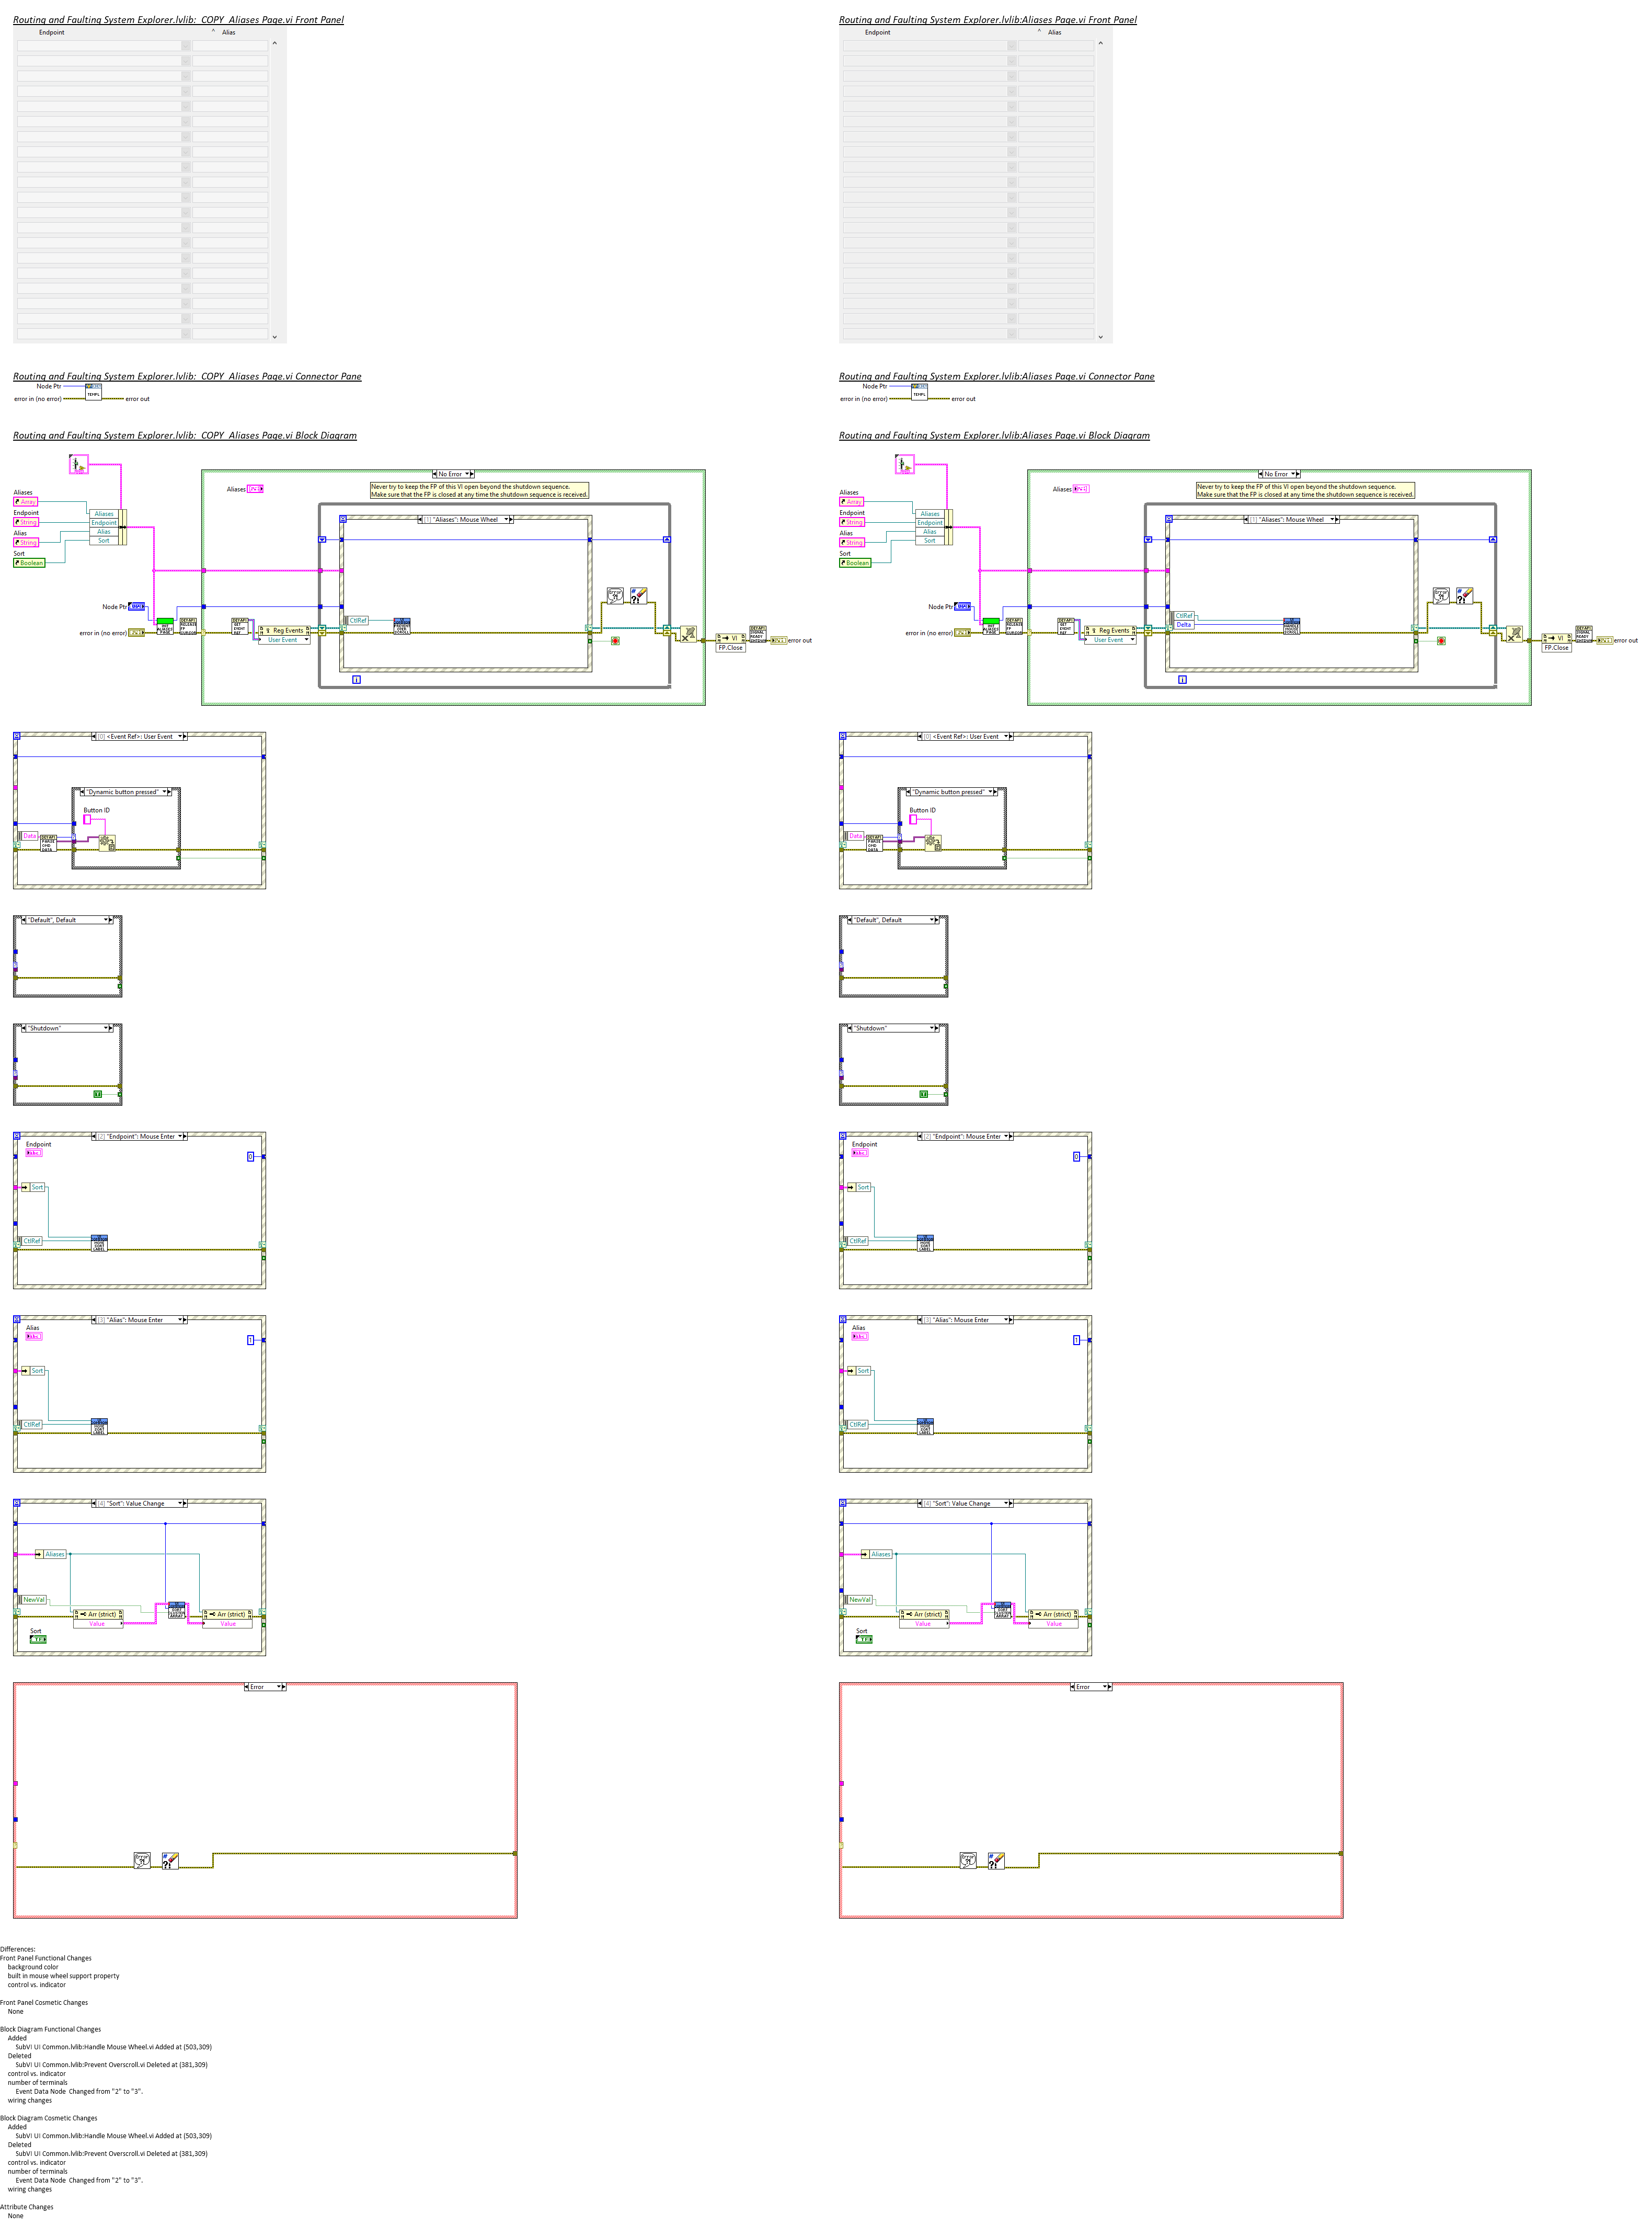 Routing and Faulting System Explorer.lvlib:_COPY_Aliases Page.vi Front Panel
Endpoint ^ Alias
Routing and Faulting System Explorer.lvlib:Aliases Page.vi Front Panel
Endpoint ^ Alias
Routing and Faulting System Explorer.lvlib:_COPY_Aliases Page.vi Connector Pane
Node Ptr
TEMPL
error in (no error)
error out
Routing and Faulting System Explorer.lvlib:Aliases Page.vi Connector Pane
Node Ptr
TEMPL
error in (no error)
error out
Routing and Faulting System Explorer.lvlib:_COPY_Aliases Page.vi Block Diagram
No Error
Aliases
Never try to keep the FP of this VI open beyond the shutdown sequence.
Make sure that the FP is closed at any time the shutdown sequence is received.
Aliases
Array
Endpoint
String
Alias
String
Sort
Boolean
Aliases
Endpoint
Alias
Sort
[1] "Aliases": Mouse Wheel
Node Ptr
error in (no error)
Reg Events
User Event
CtlRef
VI
FP.Close
error out
Routing and Faulting System Explorer.lvlib:Aliases Page.vi Block Diagram
No Error
Aliases
Never try to keep the FP of this VI open beyond the shutdown sequence.
Make sure that the FP is closed at any time the shutdown sequence is received.
Aliases
Array
Endpoint
String
Alias
String
Sort
Boolean
Aliases
Endpoint
Alias
Sort
[1] "Aliases": Mouse Wheel
Node Ptr
error in (no error)
Reg Events
User Event
CtlRef
Delta
VI
FP.Close
error out
[0] <Event Ref>: User Event
"Dynamic button pressed"
Button ID
Data
[0] <Event Ref>: User Event
"Dynamic button pressed"
Button ID
Data
"Default", Default
"Default", Default
"Shutdown"
"Shutdown"
[2] "Endpoint": Mouse Enter
Endpoint
0
Sort
CtlRef
[2] "Endpoint": Mouse Enter
Endpoint
0
Sort
CtlRef
[3] "Alias": Mouse Enter
Alias
1
Sort
CtlRef
[3] "Alias": Mouse Enter
Alias
1
Sort
CtlRef
[4] "Sort": Value Change
Aliases
NewVal
Arr (strict)
Value
Arr (strict)
Value
Sort
[4] "Sort": Value Change
Aliases
NewVal
Arr (strict)
Value
Arr (strict)
Value
Sort
Error
Error
Differences:
Front Panel Functional Changes
background color
built in mouse wheel support property
control vs. indicator
Front Panel Cosmetic Changes
None
Block Diagram Functional Changes
Added
SubVI UI Common.lvlib:Handle Mouse Wheel.vi Added at (503,309)
Deleted
SubVI UI Common.lvlib:Prevent Overscroll.vi Deleted at (381,309)
control vs. indicator
number of terminals
Event Data Node  Changed from "2" to "3".
wiring changes
Block Diagram Cosmetic Changes
Added
SubVI UI Common.lvlib:Handle Mouse Wheel.vi Added at (503,309)
Deleted
SubVI UI Common.lvlib:Prevent Overscroll.vi Deleted at (381,309)
control vs. indicator
number of terminals
Event Data Node  Changed from "2" to "3".
wiring changes
Attribute Changes
None